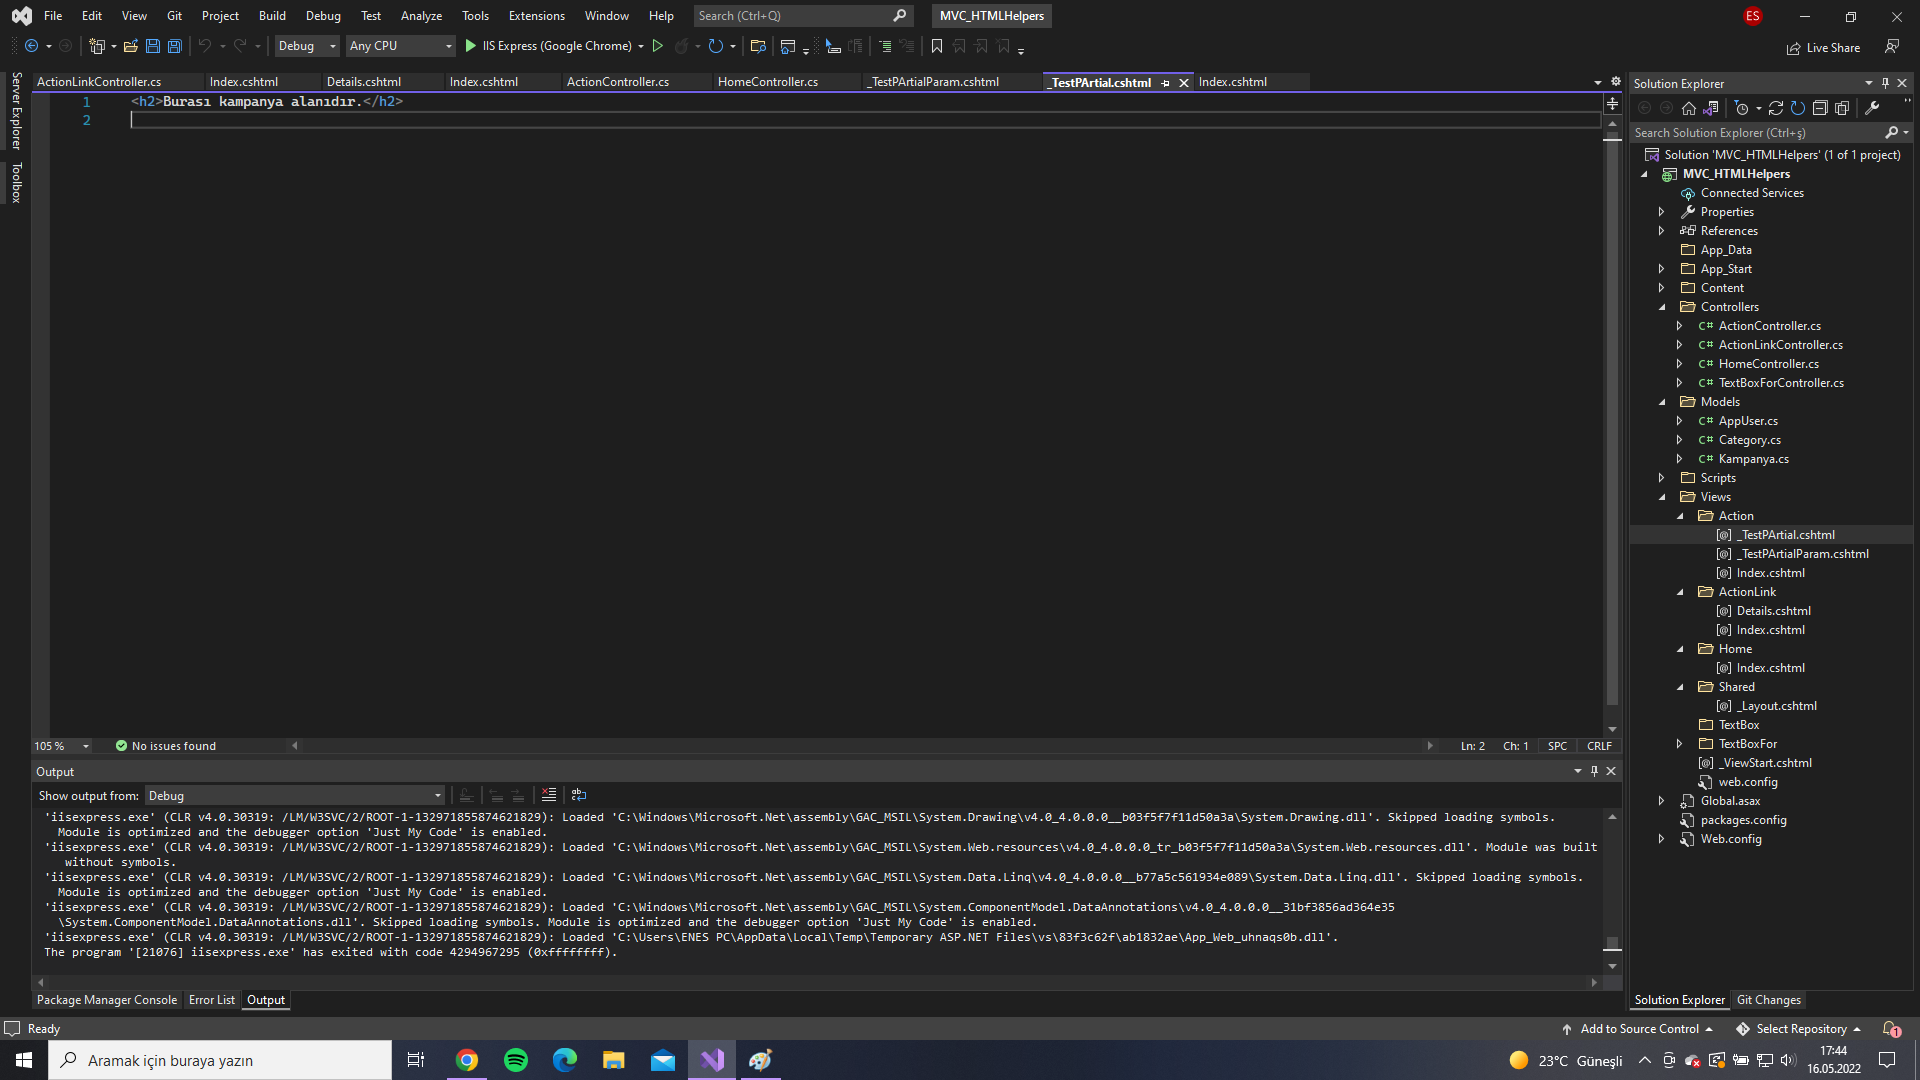 File Edit View Git Project Build Debug Test Analyze Tools Extensions Window Help Search (Ctrl+Q) MVC_HTMLHelpers ES
Debug Any CPU IIS Express (Google Chrome) Live Share
Server Explorer
Toolbox
ActionLinkController.cs Index.cshtml Details.cshtml Index.cshtml ActionController.cs HomeController.cs _TestPArtialParam.cshtml _TestPArtial.cshtml Index.cshtml
1 <h2>Burası kampanya alanıdır.</h2>
2
105 % No issues found Ln: 2 Ch: 1 SPC CRLF
Output
Show output from: Debug
'iisexpress.exe' (CLR v4.0.30319: /LM/W3SVC/2/ROOT-1-132971855874621829): Loaded 'C:\Windows\Microsoft.Net\assembly\GAC_MSIL\System.Drawing\v4.0_4.0.0.0__b03f5f7f11d50a3a\System.Drawing.dll'. Skipped loading symbols.
Module is optimized and the debugger option 'Just My Code' is enabled.
'iisexpress.exe' (CLR v4.0.30319: /LM/W3SVC/2/ROOT-1-132971855874621829): Loaded 'C:\Windows\Microsoft.Net\assembly\GAC_MSIL\System.Web.resources\v4.0_4.0.0.0_tr_b03f5f7f11d50a3a\System.Web.resources.dll'. Module was built
without symbols.
'iisexpress.exe' (CLR v4.0.30319: /LM/W3SVC/2/ROOT-1-132971855874621829): Loaded 'C:\Windows\Microsoft.Net\assembly\GAC_MSIL\System.Data.Linq\v4.0_4.0.0.0__b77a5c561934e089\System.Data.Linq.dll'. Skipped loading symbols.
Module is optimized and the debugger option 'Just My Code' is enabled.
'iisexpress.exe' (CLR v4.0.30319: /LM/W3SVC/2/ROOT-1-132971855874621829): Loaded 'C:\Windows\Microsoft.Net\assembly\GAC_MSIL\System.ComponentModel.DataAnnotations\v4.0_4.0.0.0__31bf3856ad364e35
\System.ComponentModel.DataAnnotations.dll'. Skipped loading symbols. Module is optimized and the debugger option 'Just My Code' is enabled.
'iisexpress.exe' (CLR v4.0.30319: /LM/W3SVC/2/ROOT-1-132971855874621829): Loaded 'C:\Users\ENES PC\AppData\Local\Temp\Temporary ASP.NET Files\vs\83f3c62f\ab1832ae\App_Web_uhnaqs0b.dll'.
The program '[21076] iisexpress.exe' has exited with code 4294967295 (0xffffffff).
Package Manager Console Error List Output
Solution Explorer
Search Solution Explorer (Ctrl+ş)
Solution 'MVC_HTMLHelpers' (1 of 1 project)
MVC_HTMLHelpers
Connected Services
Properties
References
App_Data
App_Start
Content
Controllers
C# ActionController.cs
C# ActionLinkController.cs
C# HomeController.cs
C# TextBoxForController.cs
Models
C# AppUser.cs
C# Category.cs
C# Kampanya.cs
Scripts
Views
Action
[@] _TestPArtial.cshtml
[@] _TestPArtialParam.cshtml
[@] Index.cshtml
ActionLink
[@] Details.cshtml
[@] Index.cshtml
Home
[@] Index.cshtml
Shared
[@] _Layout.cshtml
TextBox
TextBoxFor
[@] _ViewStart.cshtml
web.config
Global.asax
packages.config
Web.config
Solution Explorer Git Changes
Ready Add to Source Control Select Repository 1
Aramak için buraya yazın 23°C Güneşli 17:44
16.05.2022